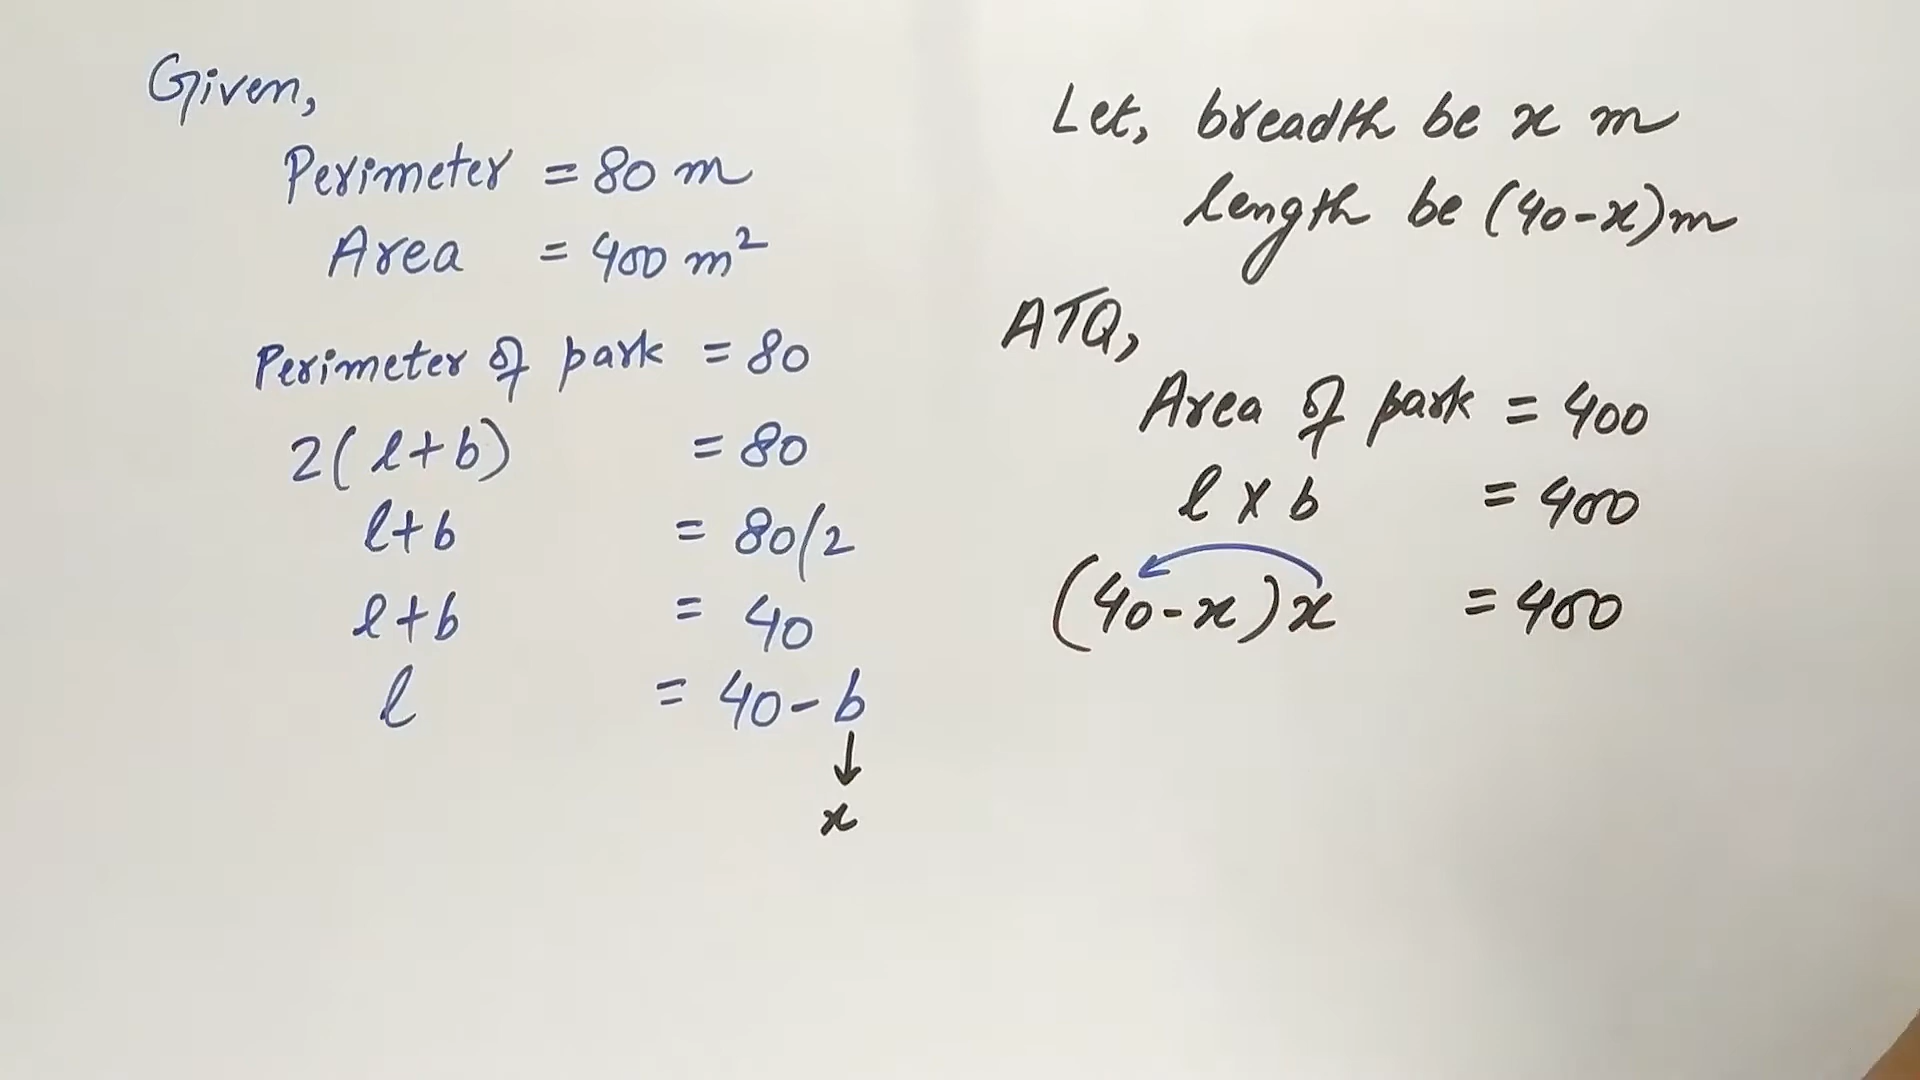 Given,
Perimeter = 80 m
Area = 400 m²
Perimeter of park = 80
2(l+b) = 80
l+b = 80/2
l+b = 40
l = 40-b
↓
x
Let, breadth be x m
length be (40-x)m
ATQ,
Area of park = 400
l x b = 400
(40-x)x = 400